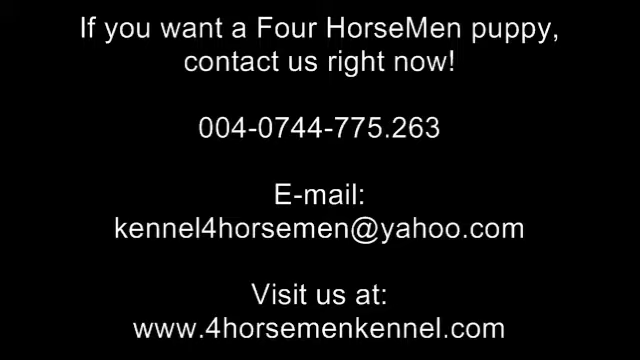 If you want a Four HorseMen puppy,
contact us right now!
004-0744-775.263
E-mail:
kennel4horsemen@yahoo.com
Visit us at:
www.4horsemenkennel.com